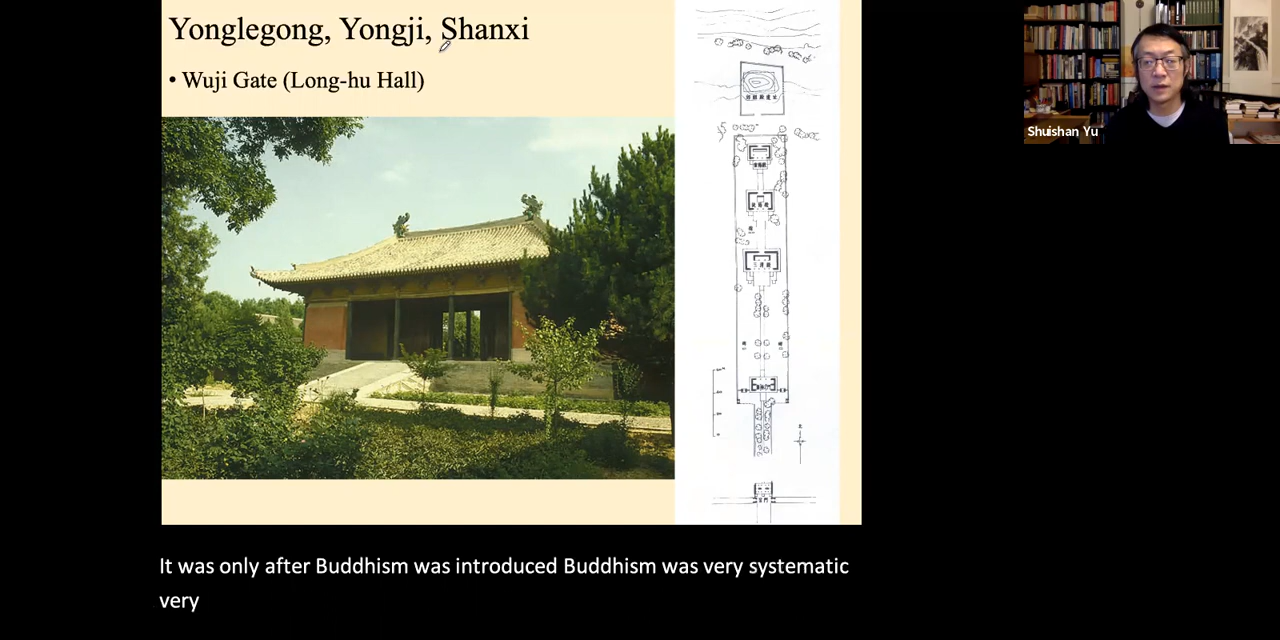 Yonglegong, Yongji, Shanxi
• Wuji Gate (Long-hu Hall)
Shuishan Yu
It was only after Buddhism was introduced Buddhism was very systematic
very